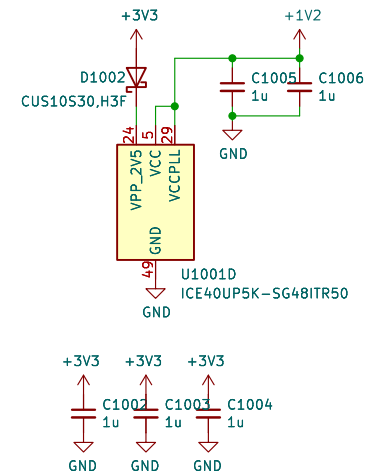 +3V3
+1V2
D1002
CUS10S30,H3F
C1005
1u
C1006
1u
GND
24
5
29
VPP_2V5
VCC
VCCPLL
GND
49
U1001D
ICE40UP5K-SG48ITR50
GND
+3V3
+3V3
+3V3
C1002
1u
C1003
1u
C1004
1u
GND
GND
GND